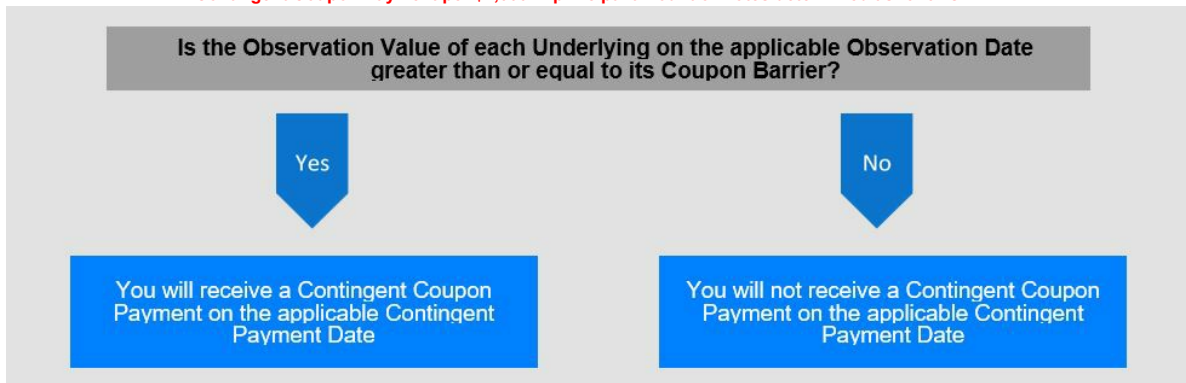 Is the Observation Value of each Underlying on the applicable Observation Date
greater than or equal to its Coupon Barrier?
Yes
No
You will receive a Contingent Coupon
Payment on the applicable Contingent
Payment Date
You will not receive a Contingent Coupon
Payment on the applicable Contingent
Payment Date